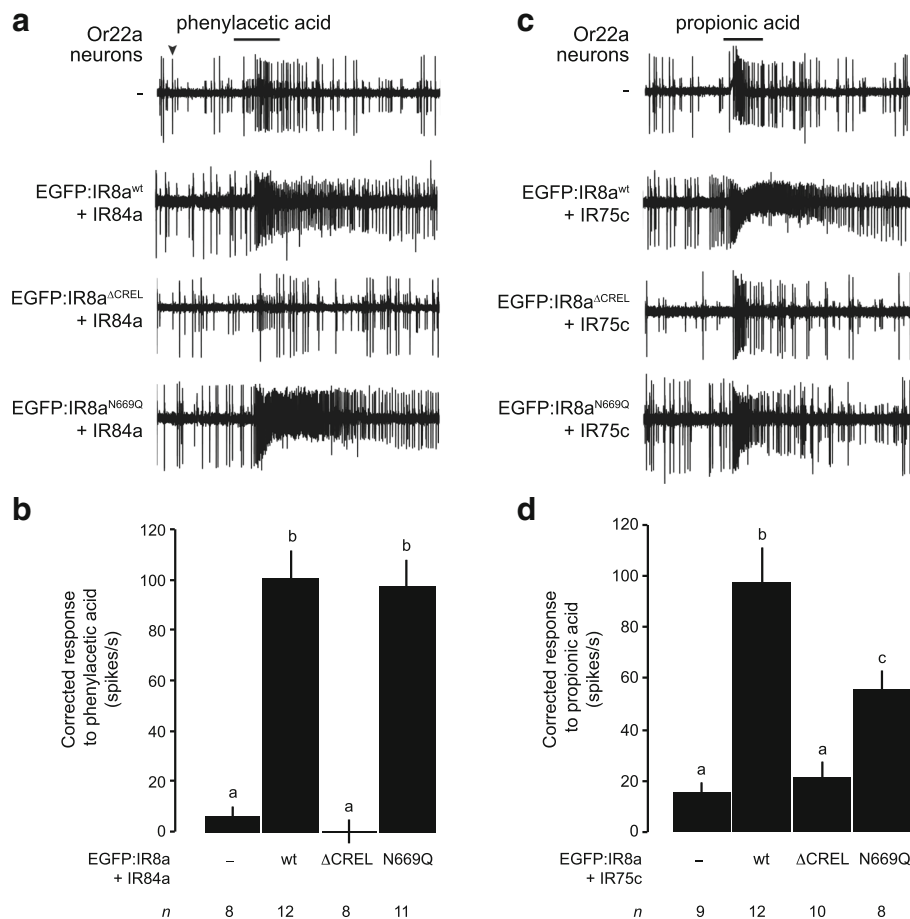 a
phenylacetic acid
Or22a
neurons
-
EGFP:IR8a^wt
+ IR84a
EGFP:IR8a^ΔCREL
+ IR84a
EGFP:IR8a^N669Q
+ IR84a
c
propionic acid
Or22a
neurons
-
EGFP:IR8a^wt
+ IR75c
EGFP:IR8a^ΔCREL
+ IR75c
EGFP:IR8a^N669Q
+ IR75c
b
Corrected response
to phenylacetic acid
(spikes/s)
120
100
80
60
40
20
0
a
b
a
b
EGFP:IR8a
+ IR84a
– wt ΔCREL N669Q
n 8 12 8 11
d
Corrected response
to propionic acid
(spikes/s)
120
100
80
60
40
20
0
a
b
a
c
EGFP:IR8a
+ IR75c
– wt ΔCREL N669Q
n 9 12 10 8